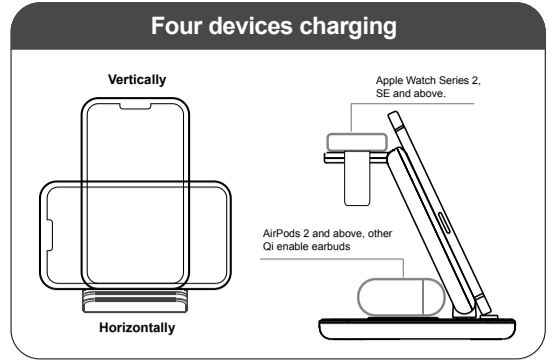 Four devices charging
Vertically
Apple Watch Series 2,
SE and above.
AirPods 2 and above, other
Qi enable earbuds
Horizontally